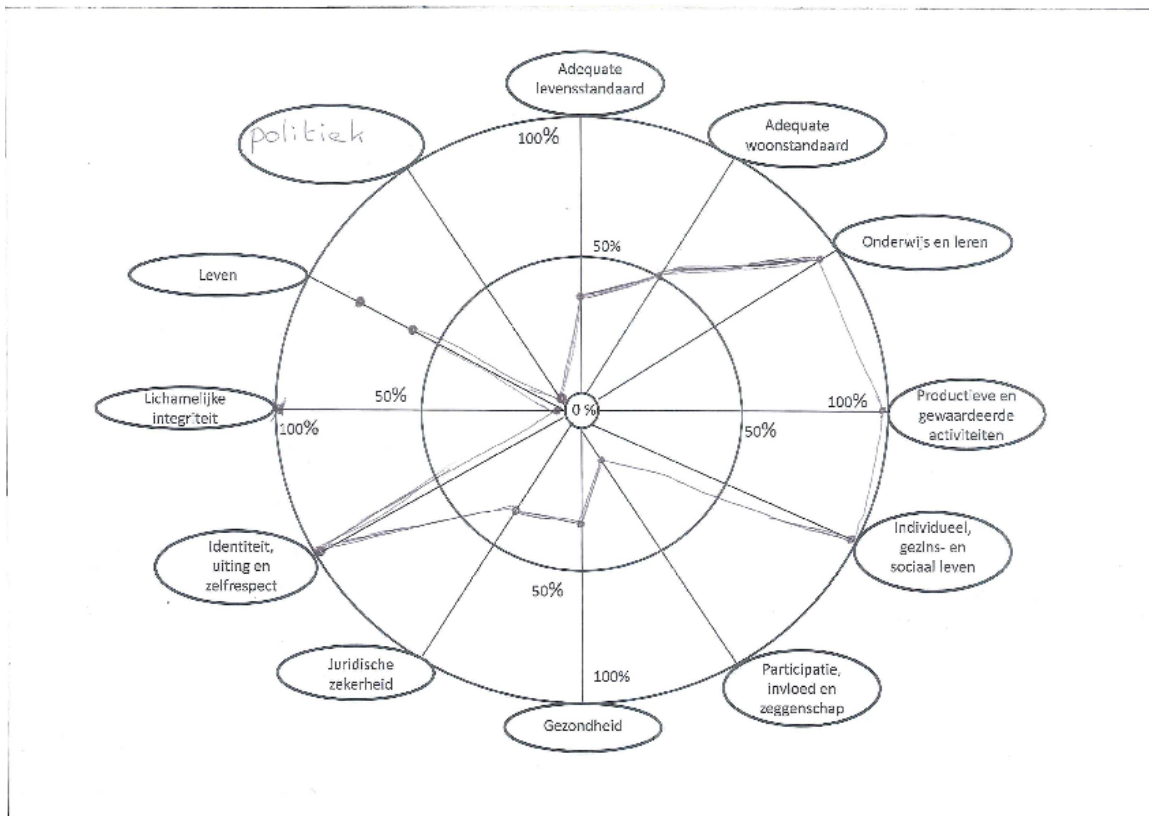 Adequate
levensstandaard
100%
Adequate
woonstandaard
politiek
50%
Onderwijs en leren
Leven
Lichamelijke
integriteit
50%
100%
0 %
100%
50%
Productieve en
gewaardeerde
activiteiten
Identiteit,
uiting en
zelfrespect
Individueel,
gezins- en
sociaal leven
50%
Juridische
zekerheid
100%
Participatie,
invloed en
zeggenschap
Gezondheid